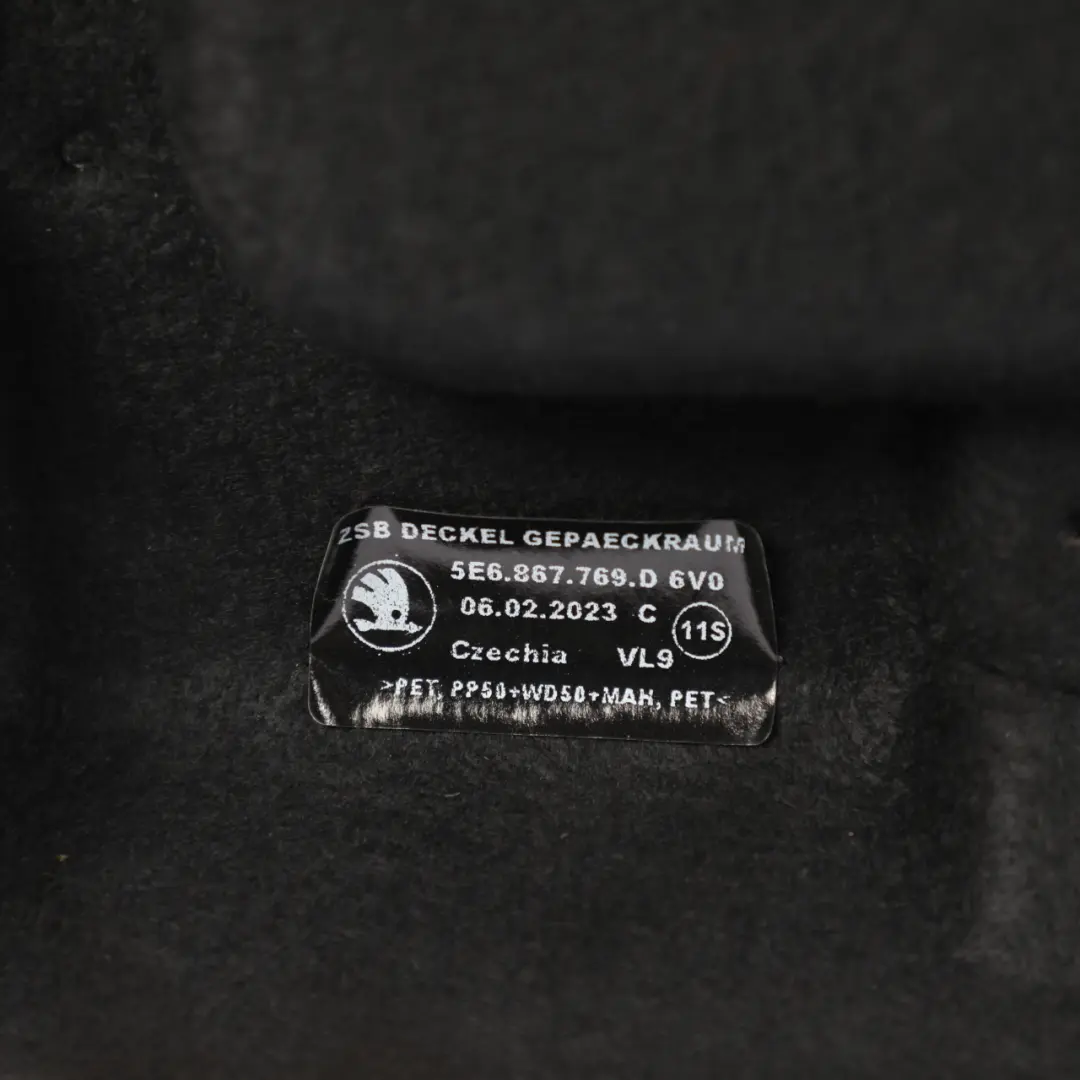 ZSB DECKEL GEPAECKRAUM
5E6.867.769.D 6V0
06.02.2023 C
11S
Czechia VL9
>PET, PP50+WD50+MAH, PET<